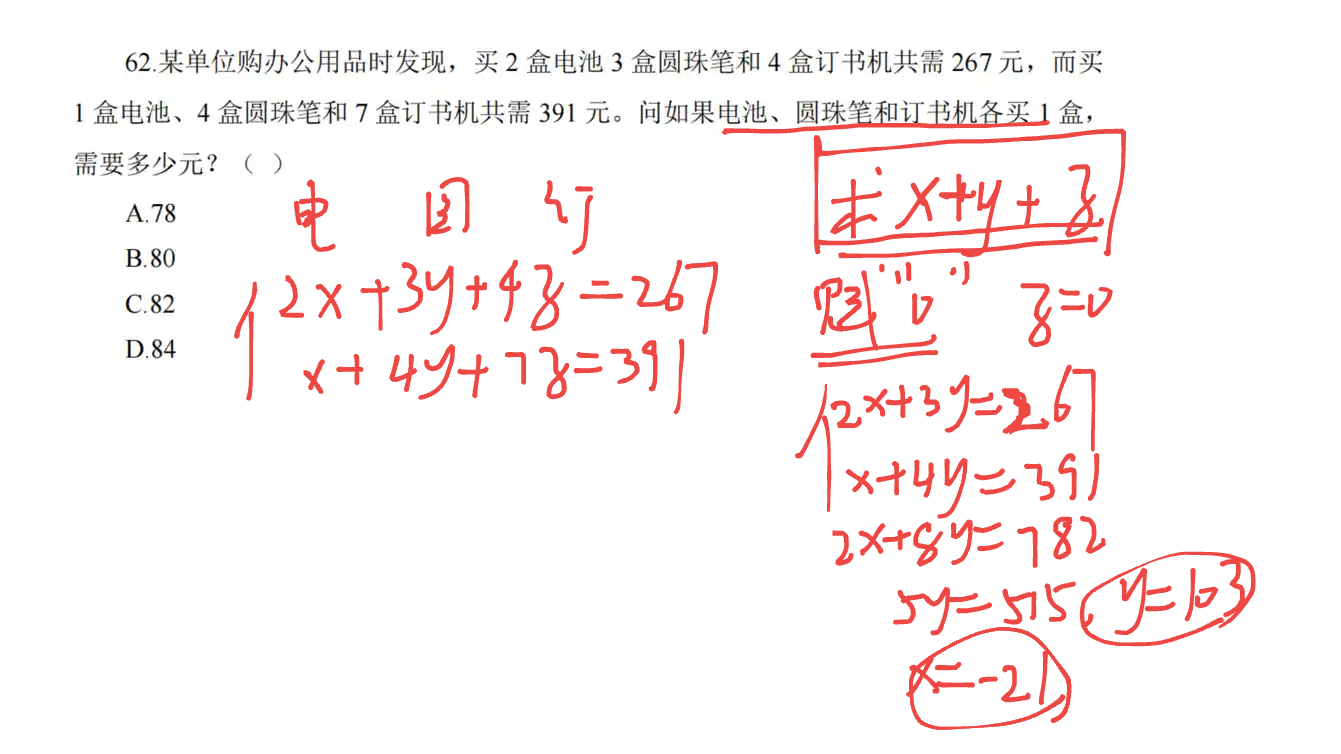 62.某单位购办公用品时发现，买 2 盒电池 3 盒圆珠笔和 4 盒订书机共需 267 元，而买
1 盒电池、4 盒圆珠笔和 7 盒订书机共需 391 元。问如果电池、圆珠笔和订书机各买 1 盒，
需要多少元？（ ）
A.78
B.80
C.82
D.84
电 圆 订
2x+3y+4z=267
x+4y+7z=391
求 x+y+z
赋"0" z=0
2x+3y=267
x+4y=391
2x+8y=782
5y=515 y=103
x=-21